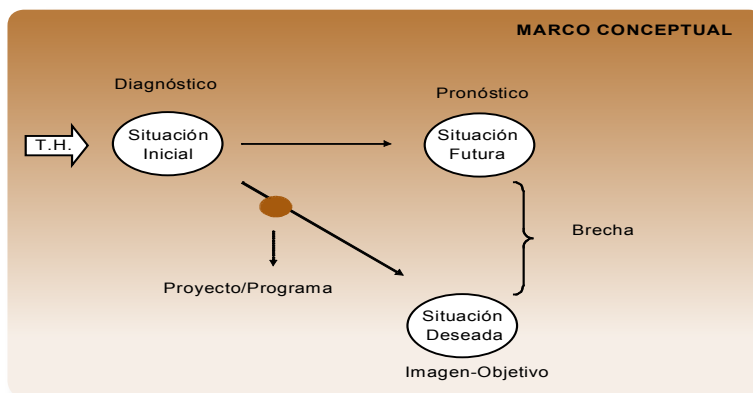 MARCO CONCEPTUAL
Diagnóstico
Pronóstico
T.H.
Situación
Inicial
Situación
Futura
Brecha
Proyecto/Programa
Situación
Deseada
Imagen-Objetivo